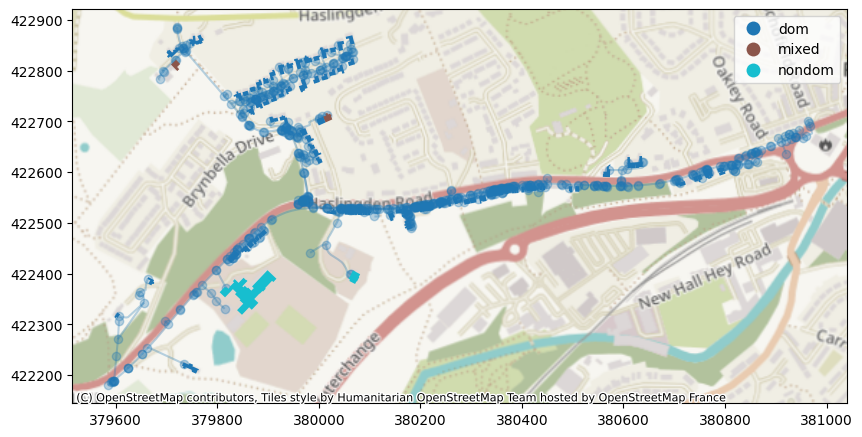 Haslingden
dom
mixed
nondom
Oakley Road
Road
Brynbella Drive
Haslingden Road
New Hall Hey Road
terchange
Carr
(C) OpenStreetMap contributors, Tiles style by Humanitarian OpenStreetMap Team hosted by OpenStreetMap France
422900
422800
422700
422600
422500
422400
422300
422200
379600 379800 380000 380200 380400 380600 380800 381000